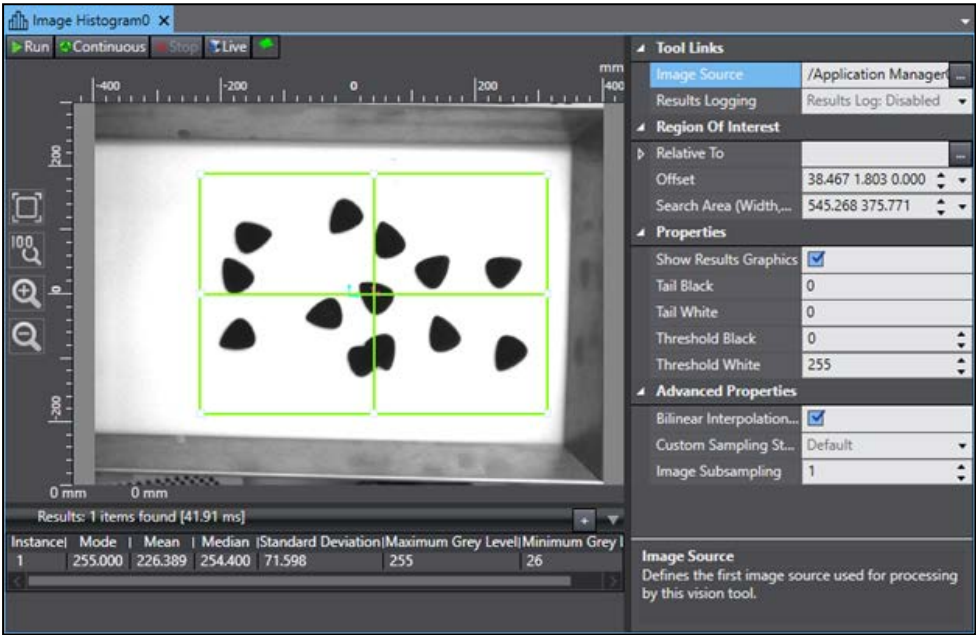 Image Histogram0
Run Continuous Stop Live
mm
-400 -200 0 200 400
200
0
-200
0 mm 0 mm
Results: 1 items found [41.91 ms]
Instance Mode Mean Median Standard Deviation Maximum Grey Level Minimum Grey
1 255.000 226.389 254.400 71.598 255 26
Tool Links
Image Source /Application Manager
Results Logging Results Log: Disabled
Region Of Interest
Relative To
Offset 38.467 1.803 0.000
Search Area (Width,... 545.268 375.771
Properties
Show Results Graphics
Tail Black 0
Tail White 0
Threshold Black 0
Threshold White 255
Advanced Properties
Bilinear Interpolation...
Custom Sampling St... Default
Image Subsampling 1
Image Source
Defines the first image source used for processing
by this vision tool.
100